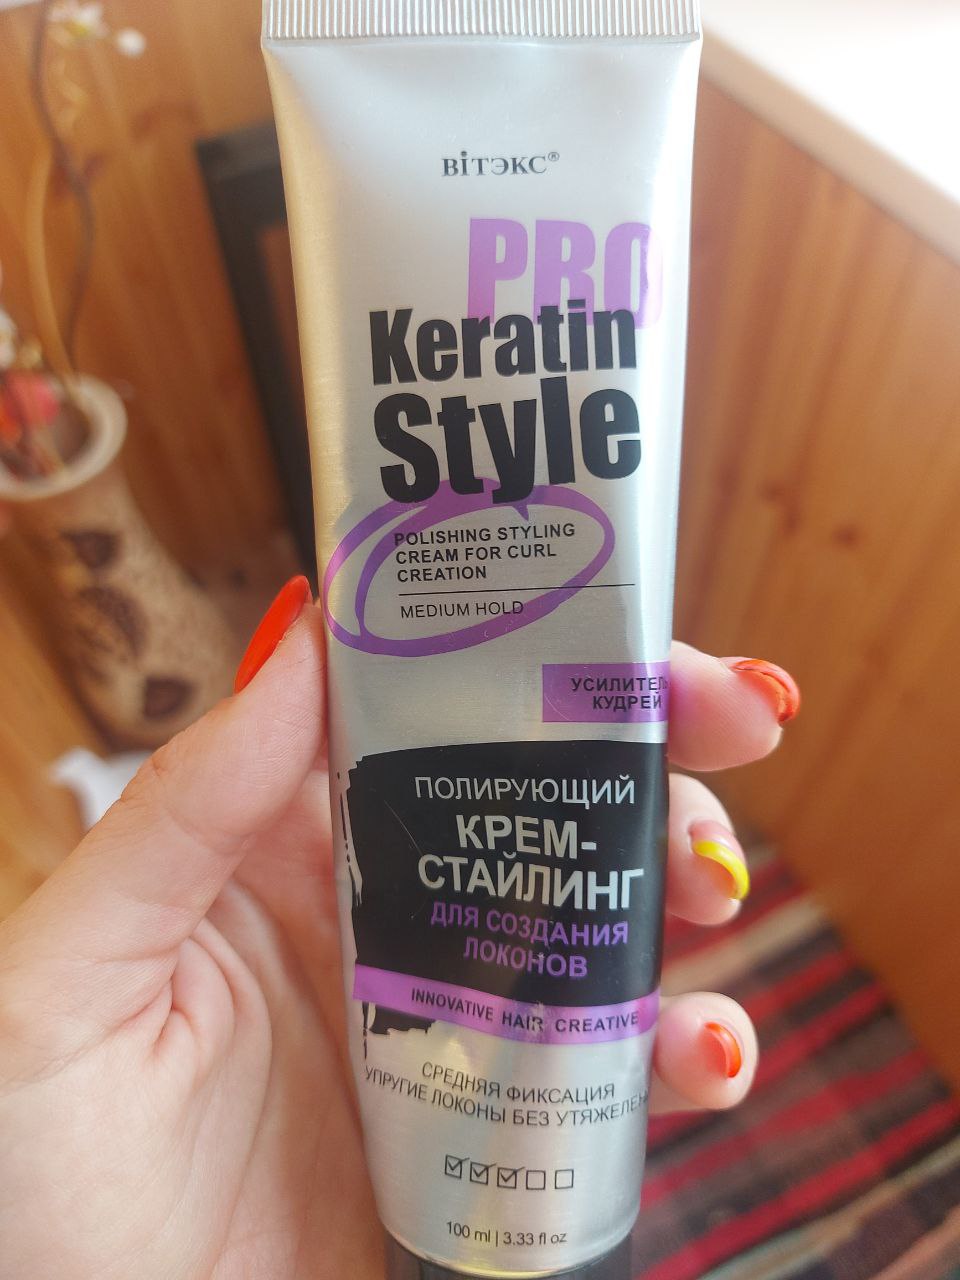 ВІТЭКС®
PRO
Keratin
Style
POLISHING STYLING
CREAM FOR CURL
CREATION
MEDIUM HOLD
УСИЛИТЕЛЬ
КУДРЕЙ
ПОЛИРУЮЩИЙ
КРЕМ-
СТАЙЛИНГ
ДЛЯ СОЗДАНИЯ
ЛОКОНОВ
INNOVATIVE HAIR CREATIVE
СРЕДНЯЯ ФИКСАЦИЯ
УПРУГИЕ ЛОКОНЫ БЕЗ
100 ml | 3.33 fl oz